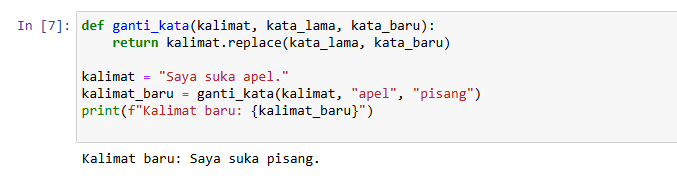 In [7]: def ganti_kata(kalimat, kata_lama, kata_baru):
    return kalimat.replace(kata_lama, kata_baru)
kalimat = "Saya suka apel."
kalimat_baru = ganti_kata(kalimat, "apel", "pisang")
print(f"Kalimat baru: {kalimat_baru}")
Kalimat baru: Saya suka pisang.